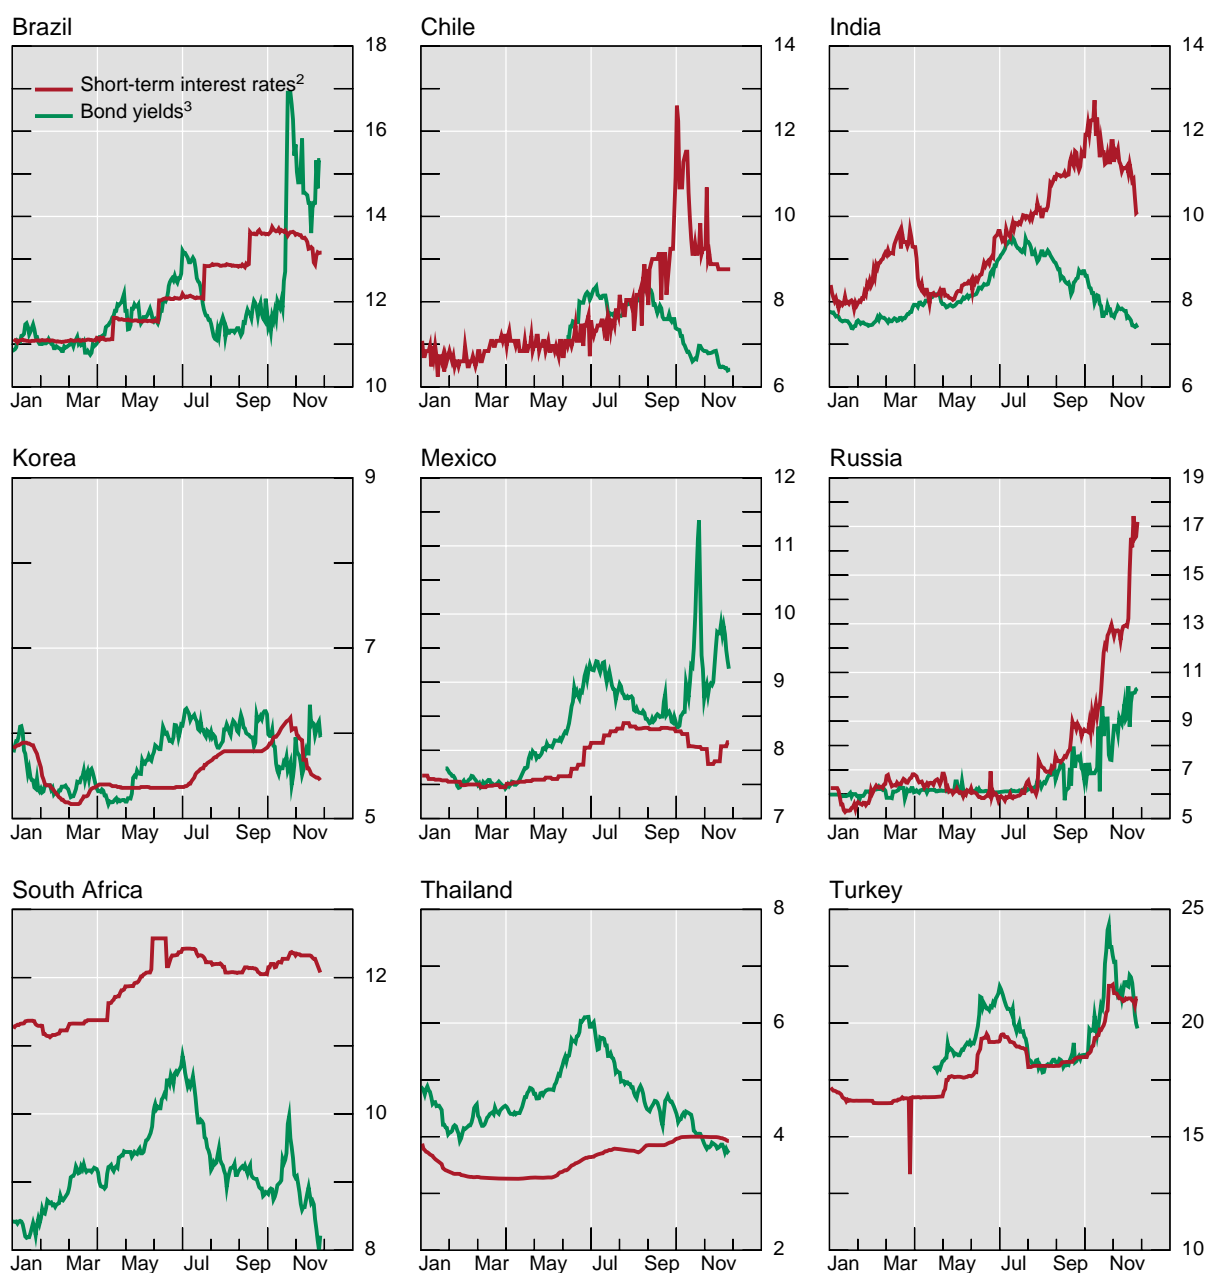 Brazil
Chile
India
18
16
14
12
10
Short-term interest rates2
Bond yields3
14
12
10
8
6
14
12
10
8
6
Jan Mar May Jul Sep Nov
Jan Mar May Jul Sep Nov
Jan Mar May Jul Sep Nov
Korea
Mexico
Russia
9
7
5
12
11
10
9
8
7
19
17
15
13
11
9
7
5
Jan Mar May Jul Sep Nov
Jan Mar May Jul Sep Nov
Jan Mar May Jul Sep Nov
South Africa
Thailand
Turkey
12
10
8
8
6
4
2
25
20
15
10
Jan Mar May Jul Sep Nov
Jan Mar May Jul Sep Nov
Jan Mar May Jul Sep Nov